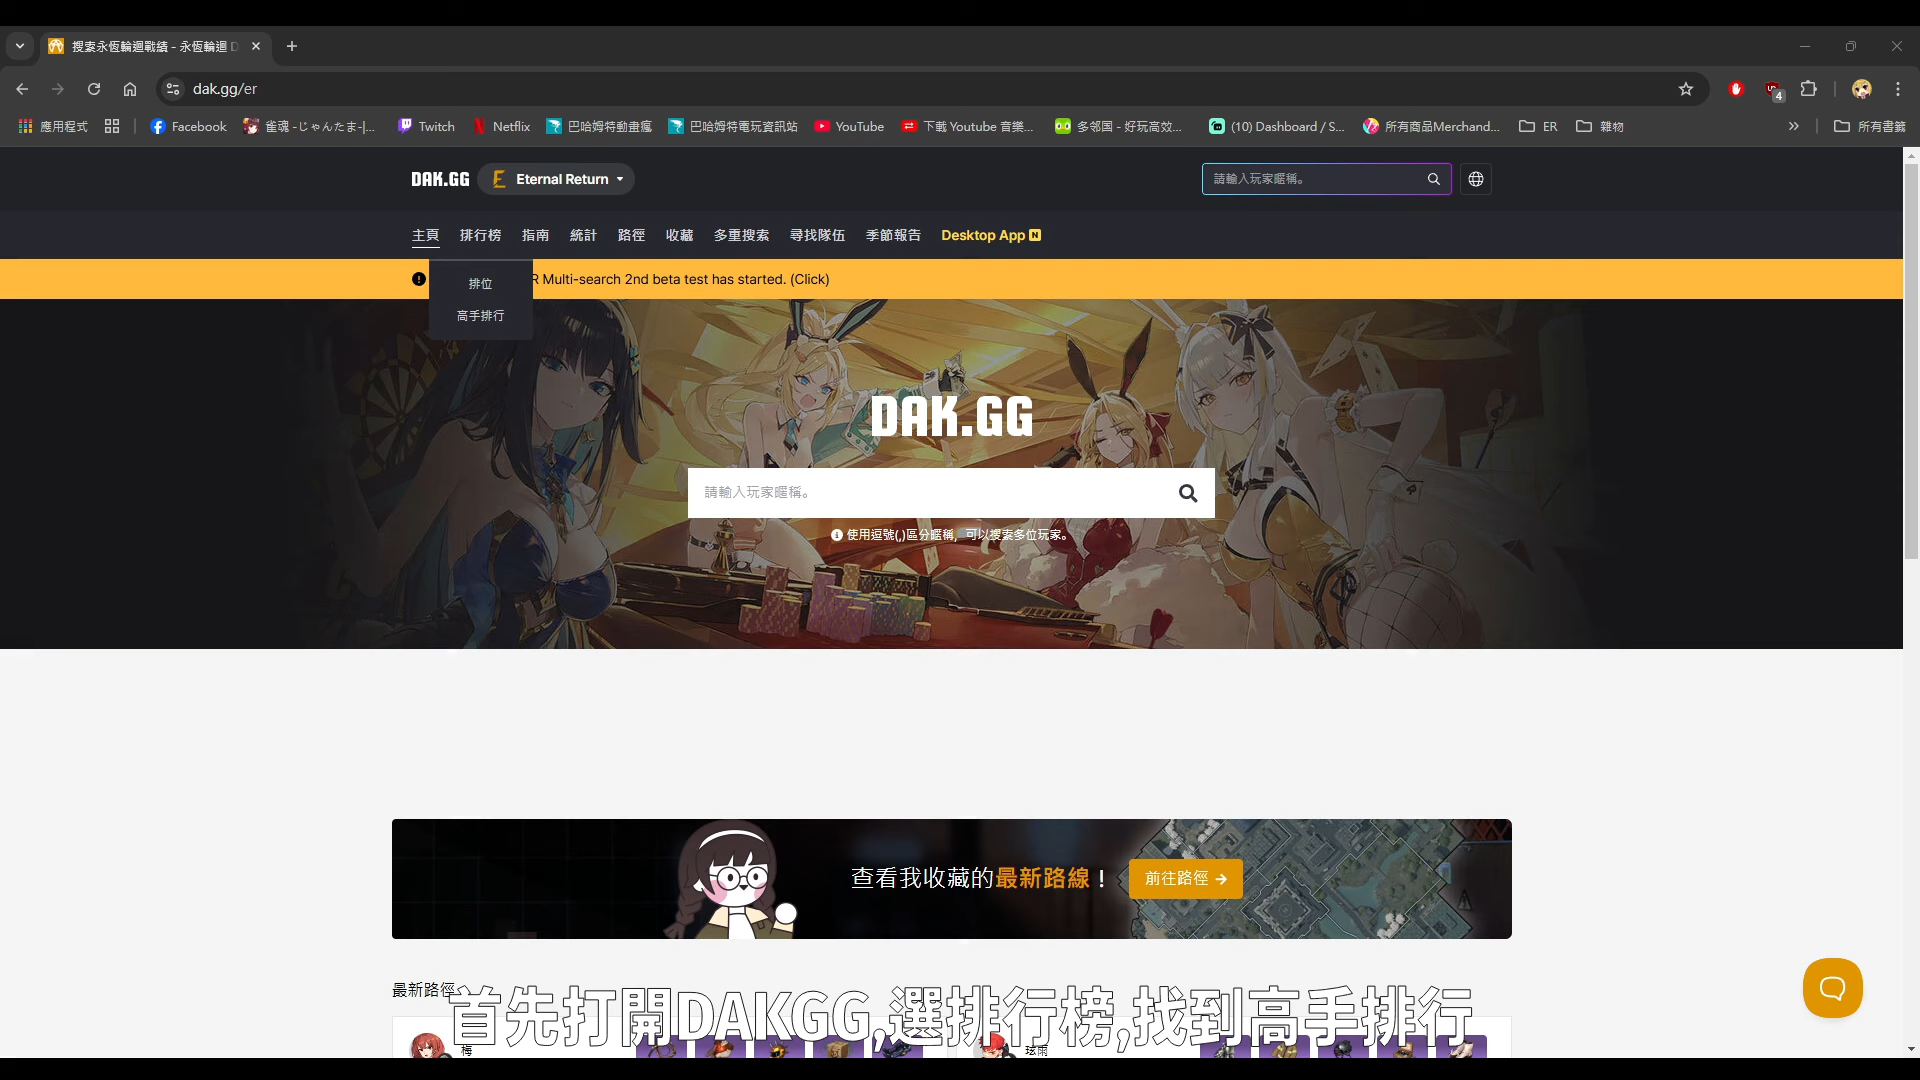 搜索永恆輪迴戰績 - 永恆輪迴 D
dak.gg/er
4
應用程式
Facebook
雀魂 -じゃんたま-|...
Twitch
Netflix
巴哈姆特動畫瘋
巴哈姆特電玩資訊站
YouTube
下載 Youtube 音樂...
多邻国 - 好玩高效...
(10) Dashboard / S...
所有商品Merchand...
ER
雜物
所有書籤
DAK.GG
Eternal Return
請輸入玩家暱稱。
主頁
排行榜
指南
統計
路徑
收藏
多重搜索
尋找隊伍
季節報告
Desktop App N
排位
高手排行
R Multi-search 2nd beta test has started. (Click)
DAK.GG
請輸入玩家暱稱。
使用逗號(,)區分暱稱，可以搜索多位玩家。
查看我收藏的最新路線！
前往路徑 →
最新路徑
首先打開DAKGG,選排行榜,找到高手排行
梅
玹雨